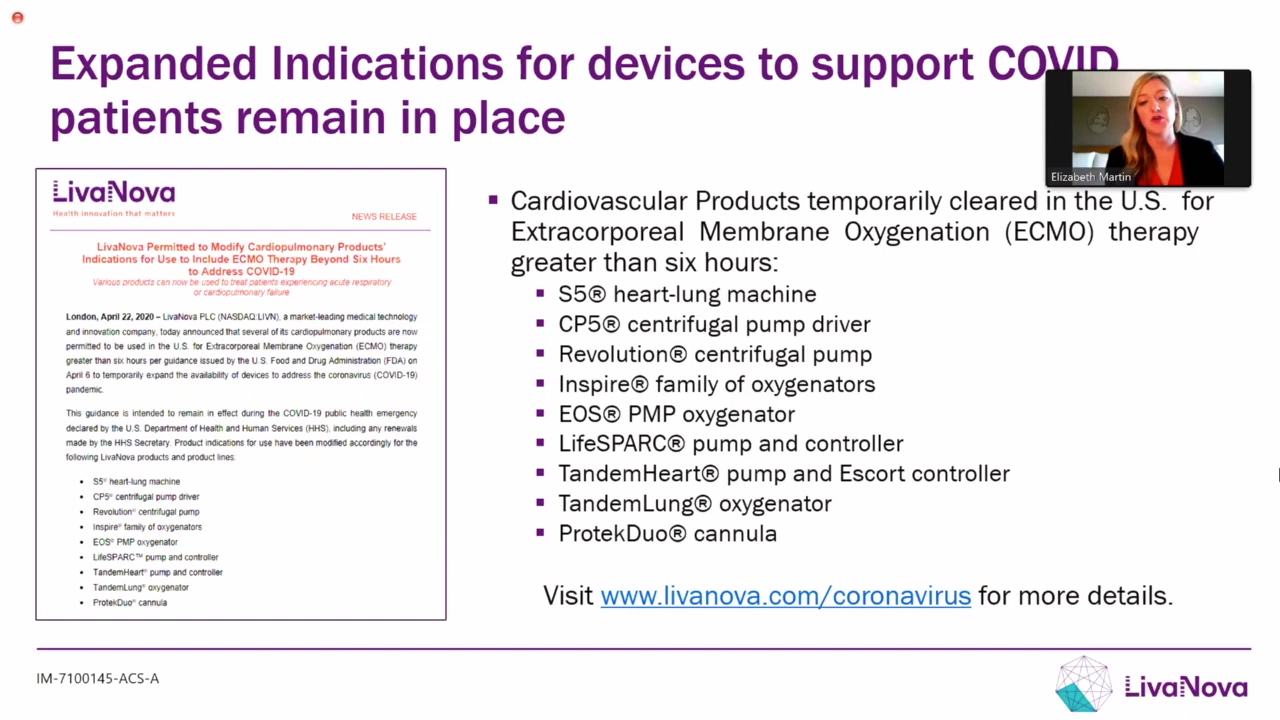 Expanded Indications for devices to support COVID
patients remain in place
Elizabeth Martin
LivaNova
Health innovation that matters
NEWS RELEASE
LivaNova Permitted to Modify Cardiopulmonary Products'
Indications for Use to Include ECMO Therapy Beyond Six Hours
to Address COVID-19
Various products can now be used to treat patients experiencing acute respiratory
or cardiopulmonary failure
London, April 22, 2020 – LivaNova PLC (NASDAQ:LIVN), a market-leading medical technology
and innovation company, today announced that several of its cardiopulmonary products are now
permitted to be used in the U.S. for Extracorporeal Membrane Oxygenation (ECMO) therapy
greater than six hours per guidance issued by the U.S. Food and Drug Administration (FDA) on
April 6 to temporarily expand the availability of devices to address the coronavirus (COVID-19)
pandemic.
This guidance is intended to remain in effect during the COVID-19 public health emergency
declared by the U.S. Department of Health and Human Services (HHS), including any renewals
made by the HHS Secretary. Product indications for use have been modified accordingly for the
following LivaNova products and product lines:
• S5® heart-lung machine
• CP5® centrifugal pump driver
• Revolution® centrifugal pump
• Inspire® family of oxygenators
• EOS® PMP oxygenator
• LifeSPARC™ pump and controller
• TandemHeart® pump and controller
• TandemLung® oxygenator
• ProtekDuo® cannula
▪ Cardiovascular Products temporarily cleared in the U.S. for
Extracorporeal Membrane Oxygenation (ECMO) therapy
greater than six hours:
▪ S5® heart-lung machine
▪ CP5® centrifugal pump driver
▪ Revolution® centrifugal pump
▪ Inspire® family of oxygenators
▪ EOS® PMP oxygenator
▪ LifeSPARC® pump and controller
▪ TandemHeart® pump and Escort controller
▪ TandemLung® oxygenator
▪ ProtekDuo® cannula
Visit www.livanova.com/coronavirus for more details.
IM-7100145-ACS-A
LivaNova